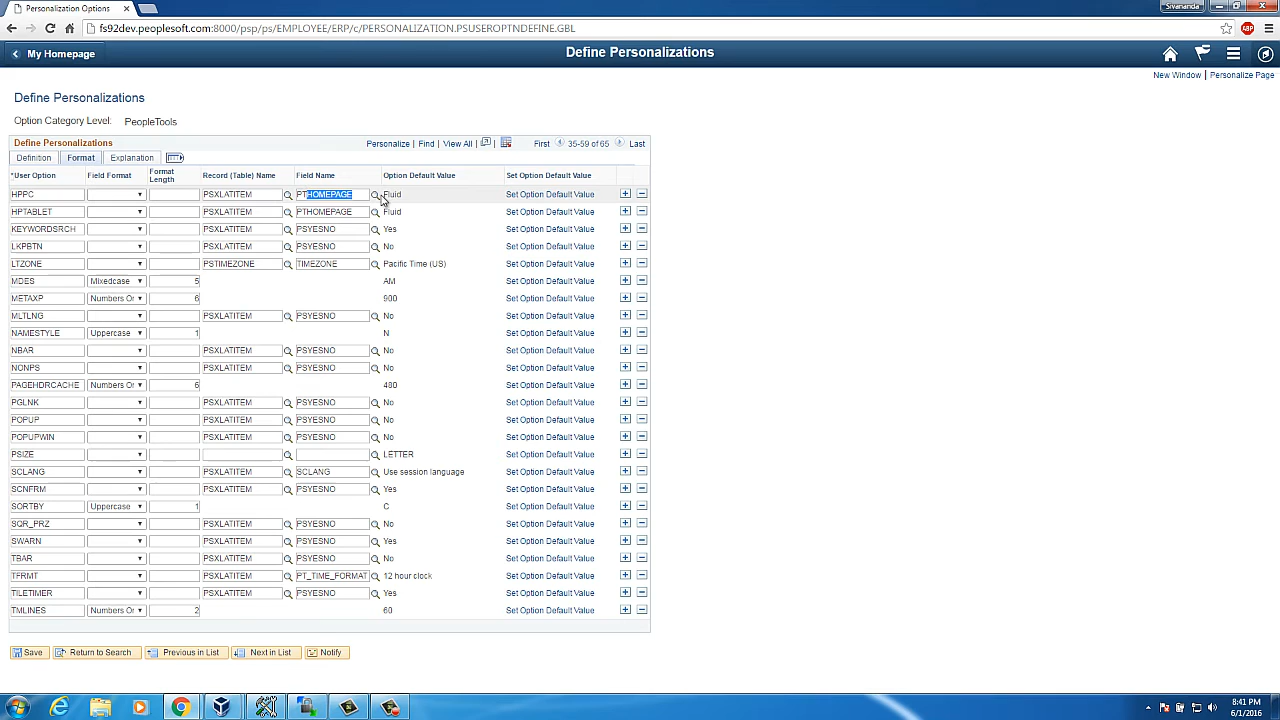 Personalization Options
Sivananda
fs92dev.peoplesoft.com:8000/psp/ps/EMPLOYEE/ERP/c/PERSONALIZATION.PSUSEROPTNDEFINE.GBL
ABP
My Homepage
Define Personalizations
New Window | Personalize Page
Define Personalizations
Option Category Level: PeopleTools
Define Personalizations Personalize | Find | View All | First 35-59 of 65 Last
Definition Format Explanation
*User Option Field Format Format Length Record (Table) Name Field Name Option Default Value Set Option Default Value
HPPC PSXLATITEM PTHOMEPAGE Fluid Set Option Default Value
HPTABLET PSXLATITEM PTHOMEPAGE Fluid Set Option Default Value
KEYWORDSRCH PSXLATITEM PSYESNO Yes Set Option Default Value
LKPBTN PSXLATITEM PSYESNO No Set Option Default Value
LTZONE PSTIMEZONE TIMEZONE Pacific Time (US) Set Option Default Value
MDES Mixedcase 5 AM Set Option Default Value
METAXP Numbers Or 6 900 Set Option Default Value
MLTLNG PSXLATITEM PSYESNO No Set Option Default Value
NAMESTYLE Uppercase 1 N Set Option Default Value
NBAR PSXLATITEM PSYESNO No Set Option Default Value
NONPS PSXLATITEM PSYESNO No Set Option Default Value
PAGEHDRCACHE Numbers Or 6 480 Set Option Default Value
PGLNK PSXLATITEM PSYESNO No Set Option Default Value
POPUP PSXLATITEM PSYESNO No Set Option Default Value
POPUPWIN PSXLATITEM PSYESNO No Set Option Default Value
PSIZE LETTER Set Option Default Value
SCLANG PSXLATITEM SCLANG Use session language Set Option Default Value
SCNFRM PSXLATITEM PSYESNO Yes Set Option Default Value
SORTBY Uppercase 1 C Set Option Default Value
SQR_PRZ PSXLATITEM PSYESNO No Set Option Default Value
SWARN PSXLATITEM PSYESNO Yes Set Option Default Value
TBAR PSXLATITEM PSYESNO No Set Option Default Value
TFRMT PSXLATITEM PT_TIME_FORMAT 12 hour clock Set Option Default Value
TILETIMER PSXLATITEM PSYESNO Yes Set Option Default Value
TMLINES Numbers Or 2 60 Set Option Default Value
Save Return to Search Previous in List Next in List Notify
8:41 PM
6/1/2016